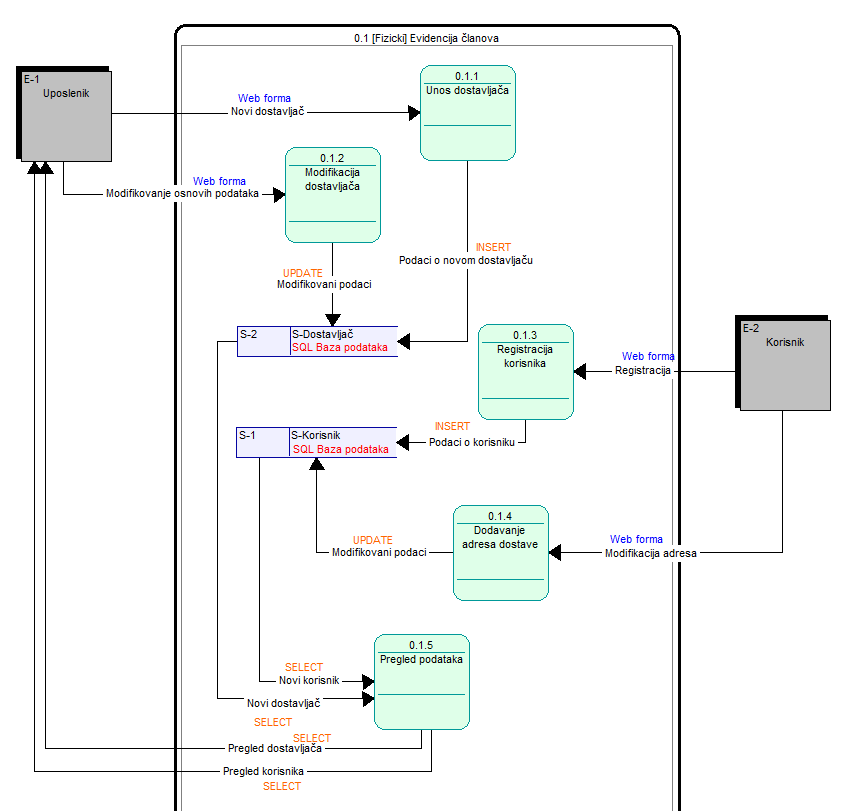 0.1 [Fizicki] Evidencija članova
E-1
Uposlenik
0.1.1
Unos dostavljača
Web forma
Novi dostavljač
0.1.2
Modifikacija
dostavljača
Web forma
Modifikovanje osnovih podataka
INSERT
Podaci o novom dostavljaču
UPDATE
Modifikovani podaci
S-2
S-Dostavljač
SQL Baza podataka
0.1.3
Registracija
korisnika
Web forma
Registracija
E-2
Korisnik
S-1
S-Korisnik
SQL Baza podataka
INSERT
Podaci o korisniku
0.1.4
Dodavanje
adresa dostave
UPDATE
Modifikovani podaci
Web forma
Modifikacija adresa
0.1.5
Pregled podataka
SELECT
Novi korisnik
Novi dostavljač
SELECT
SELECT
Pregled dostavljača
Pregled korisnika
SELECT